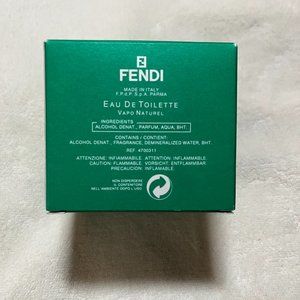 FENDI
MADE IN ITALY
F.P.d.P. S.p.A. PARMA
EAU DE TOILETTE
VAPO NATUREL
INGREDIENTS
ALCOHOL DENAT., PARFUM, AQUA, BHT.
CONTAINS / CONTIENT:
ALCOHOL DENAT., FRAGRANCE, DEMINERALIZED WATER, BHT.
REF. 4700311
ATTENZIONE: INFIAMMABILE. ATTENTION: INFLAMMABLE.
CAUTION: FLAMMABLE. VORSICHT: ENTFLAMMBAR.
PRECAUCION: INFLAMABLE.
NON DISPERDERE
IL CONTENITORE
NELL'AMBIENTE DOPO L'USO